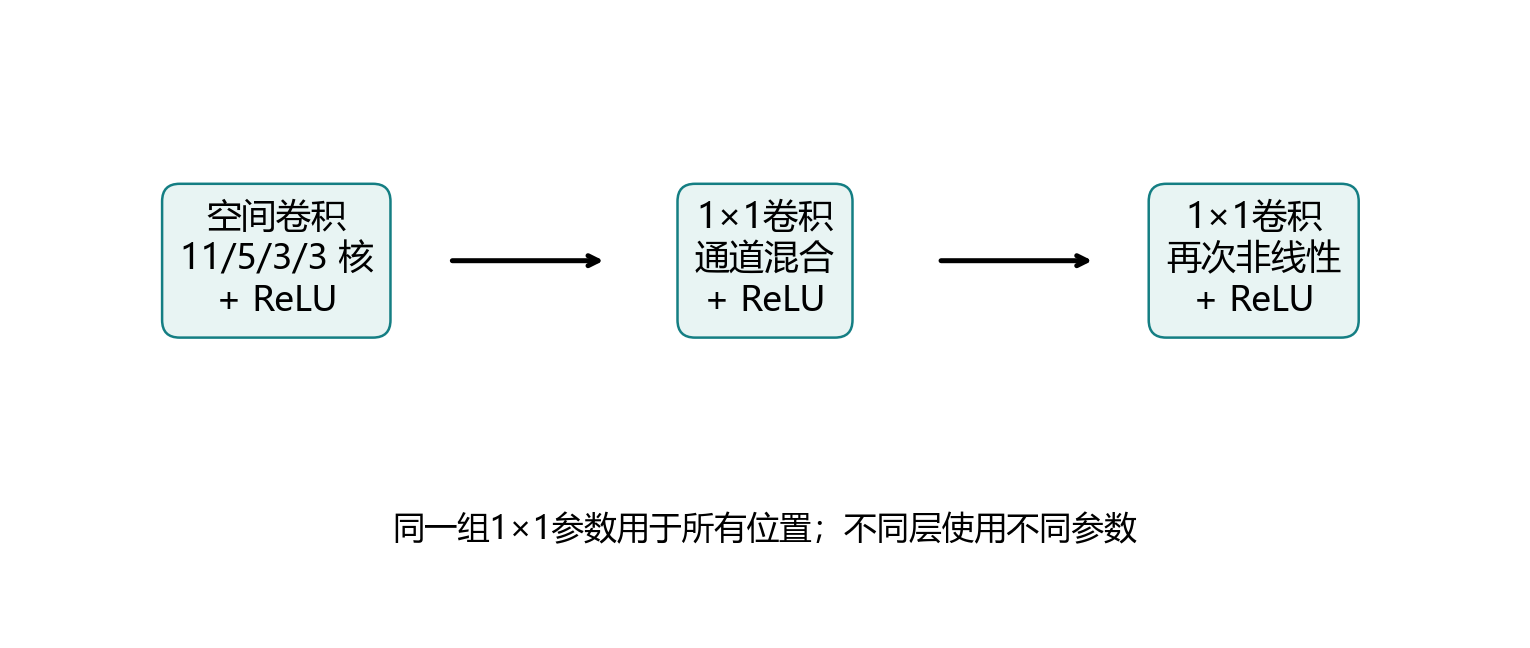 空间卷积
11/5/3/3 核
+ ReLU
1×1卷积
通道混合
+ ReLU
1×1卷积
再次非线性
+ ReLU
同一组1×1参数用于所有位置；不同层使用不同参数